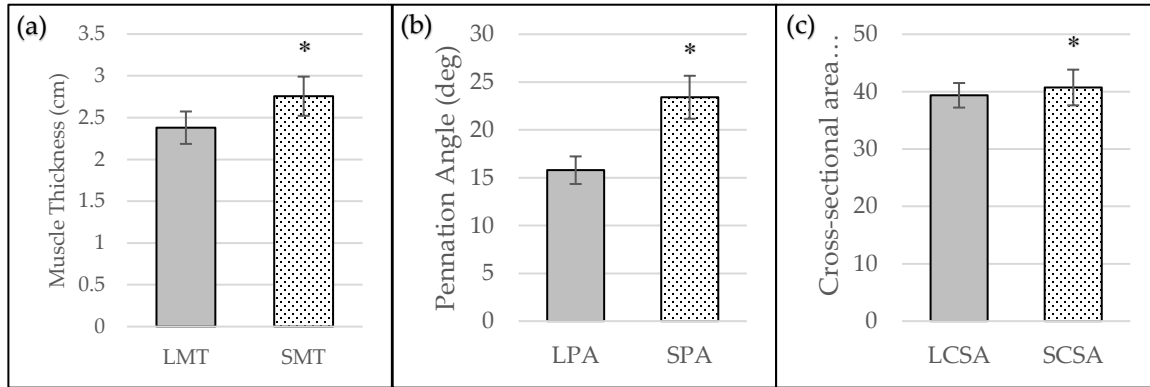 (a)
Muscle Thickness (cm)
3.5
3
2.5
2
1.5
1
0.5
0
*
LMT SMT
(b)
Pennation Angle (deg)
30
25
20
15
10
5
0
*
LPA SPA
(c)
Cross-sectional area...
50
40
30
20
10
0
*
LCSA SCSA